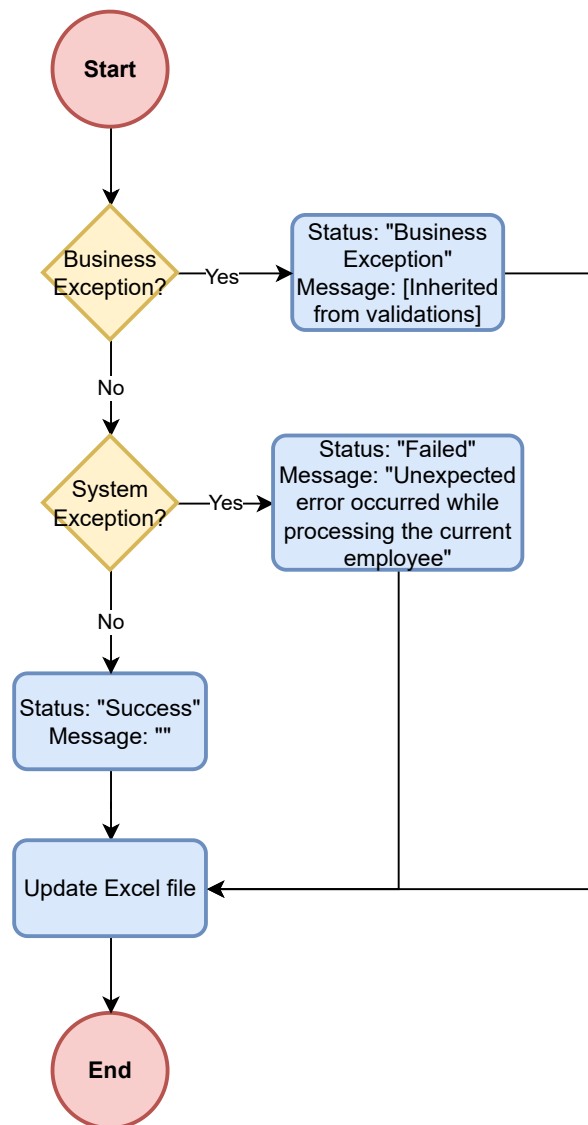 Start
Business
Exception?
Yes
Status: "Business
Exception"
Message: [Inherited
from validations]
No
System
Exception?
Yes
Status: "Failed"
Message: "Unexpected
error occurred while
processing the current
employee"
No
Status: "Success"
Message: ""
Update Excel file
End